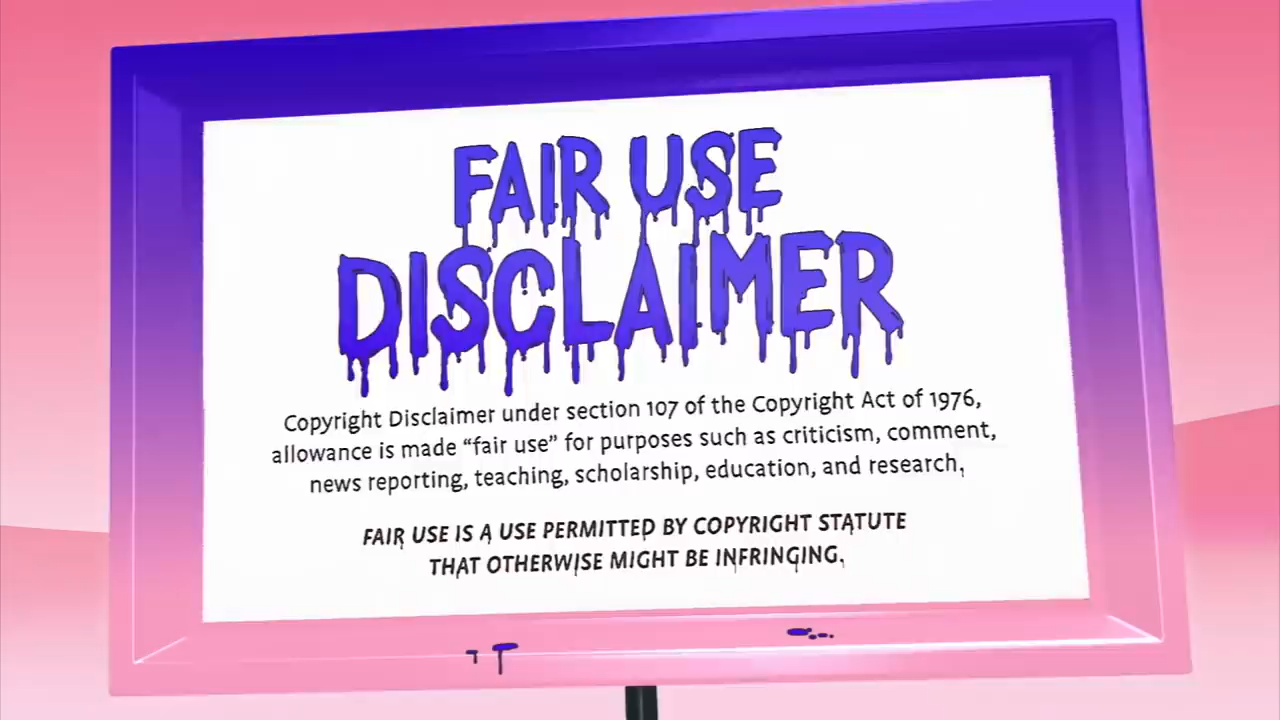 FAIR USE
DISCLAIMER
Copyright Disclaimer under section 107 of the Copyright Act of 1976,
allowance is made “fair use” for purposes such as criticism, comment,
news reporting, teaching, scholarship, education, and research,
FAIR USE IS A USE PERMITTED BY COPYRIGHT STATUTE
THAT OTHERWISE MIGHT BE INFRINGING.